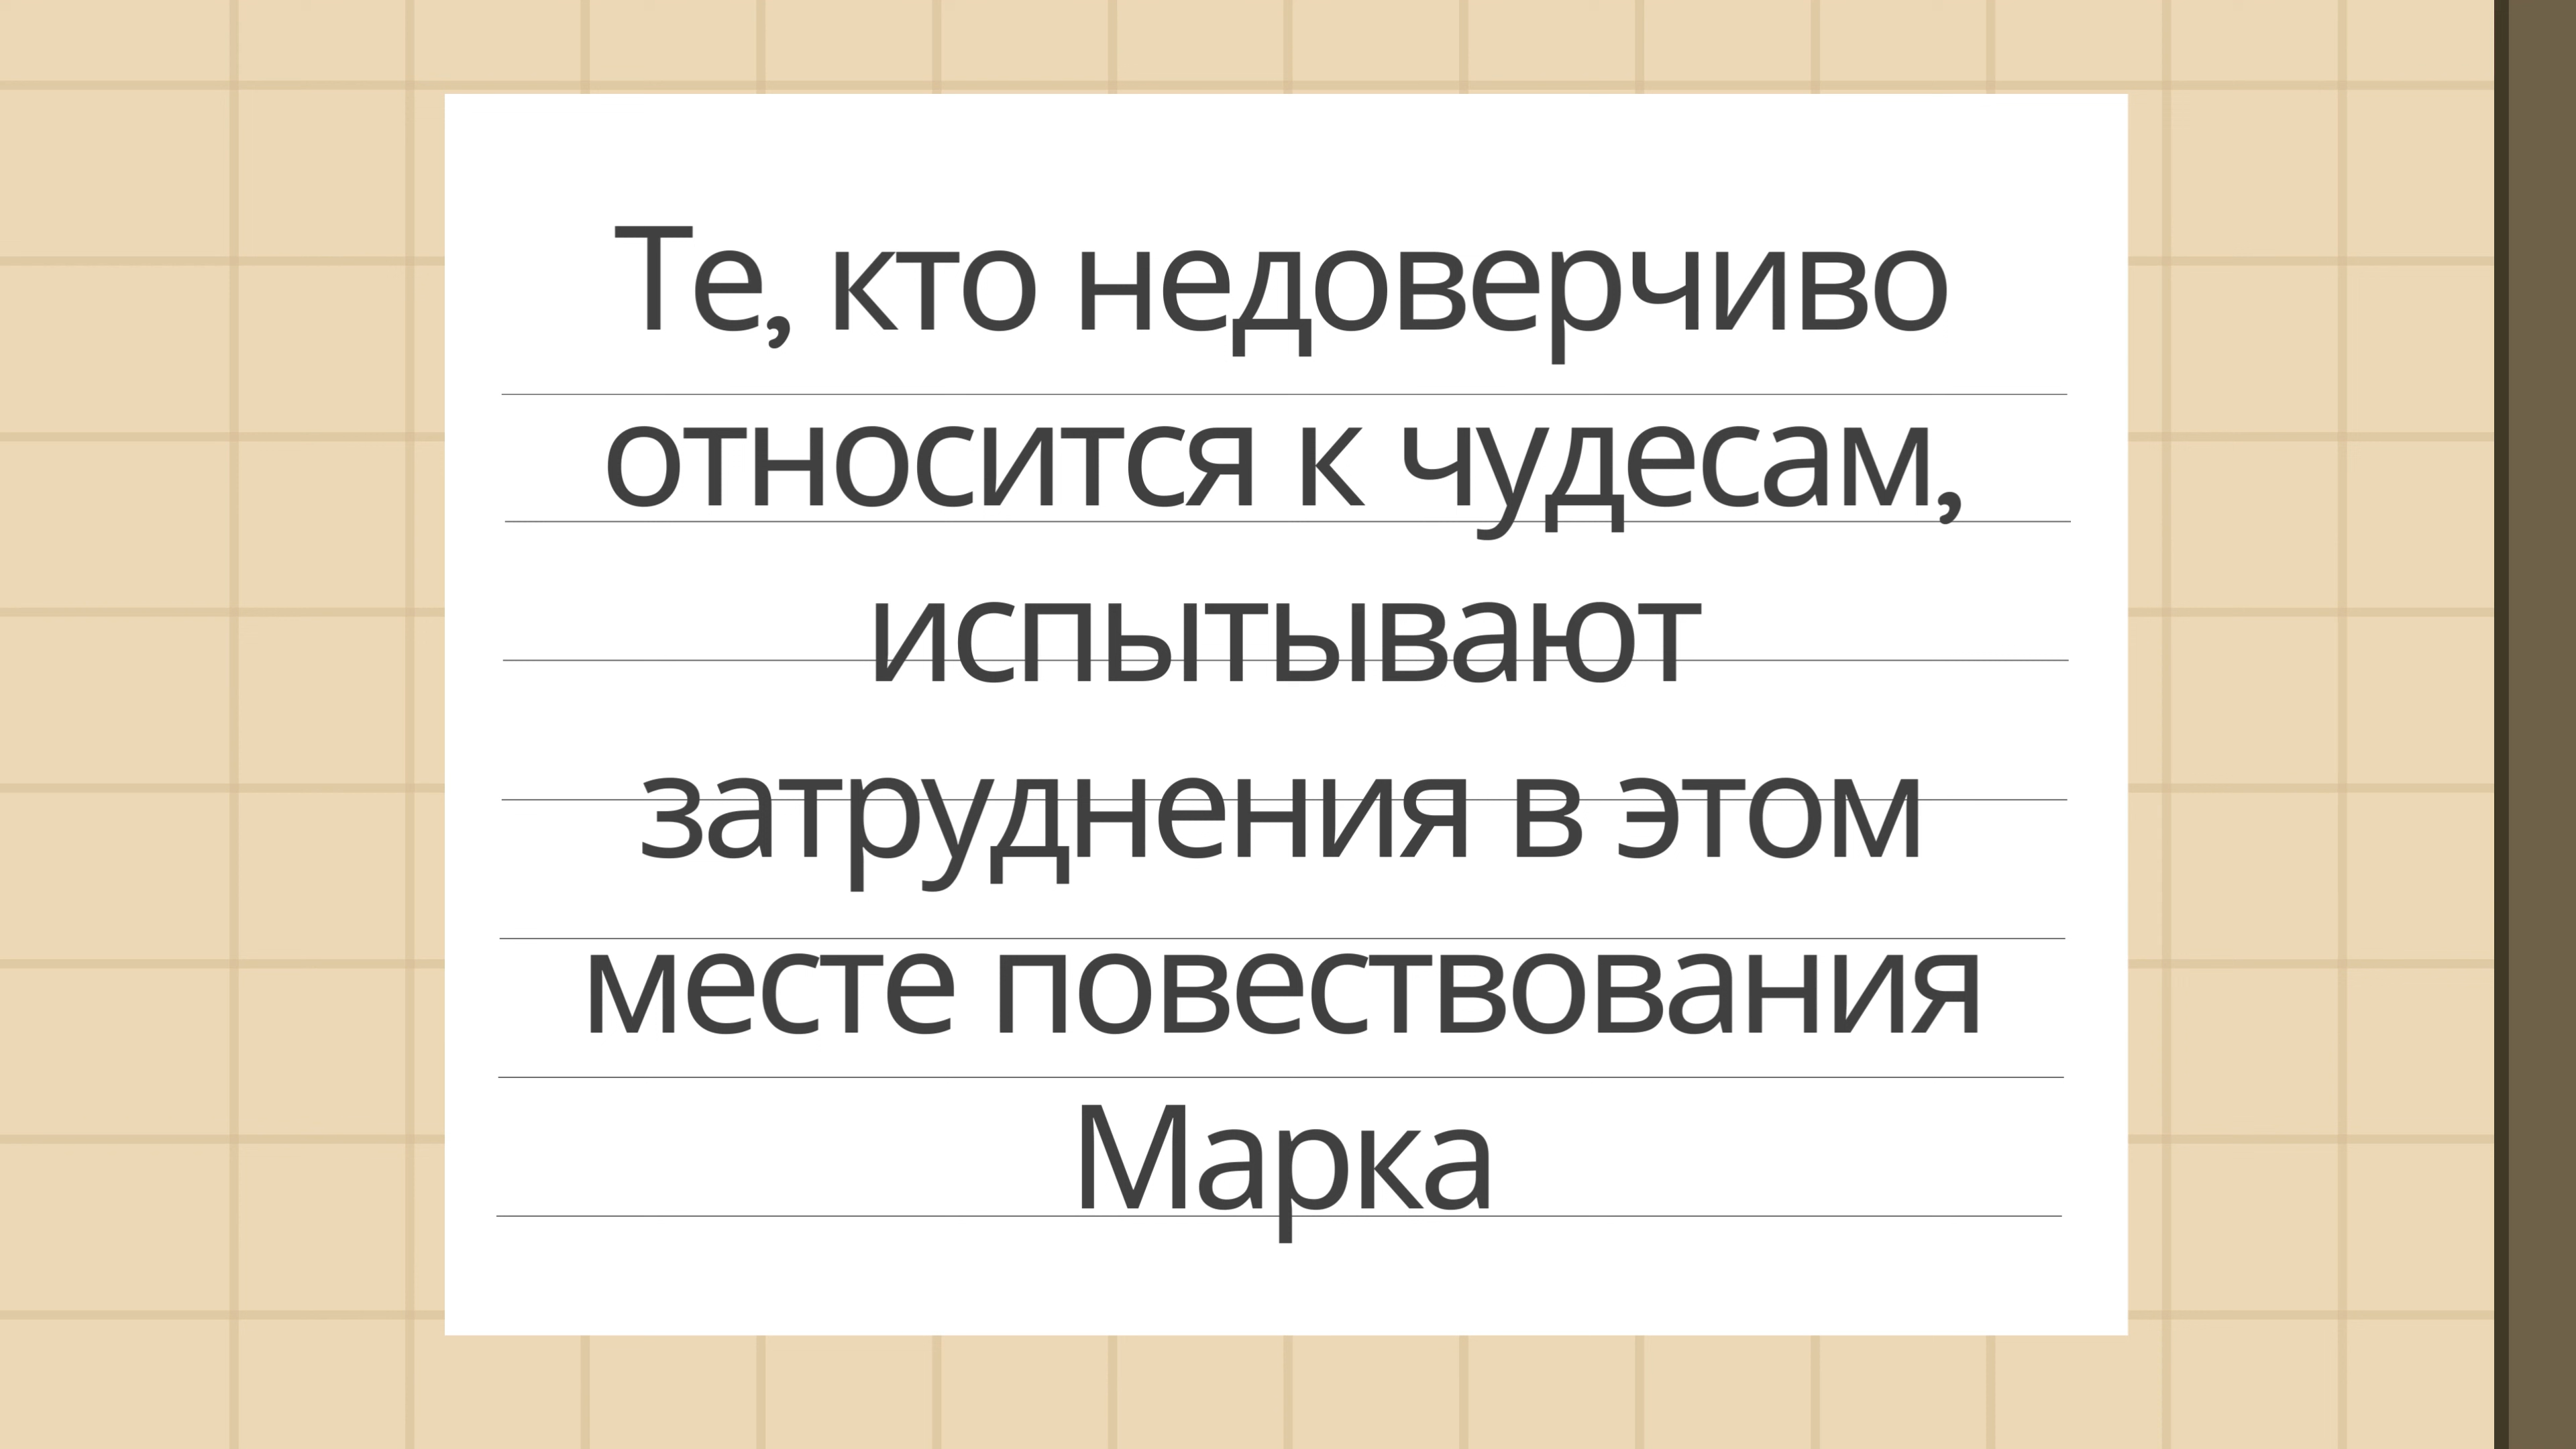 Те, кто недоверчиво
относится к чудесам,
испытывают
затруднения в этом
месте повествования
Марка